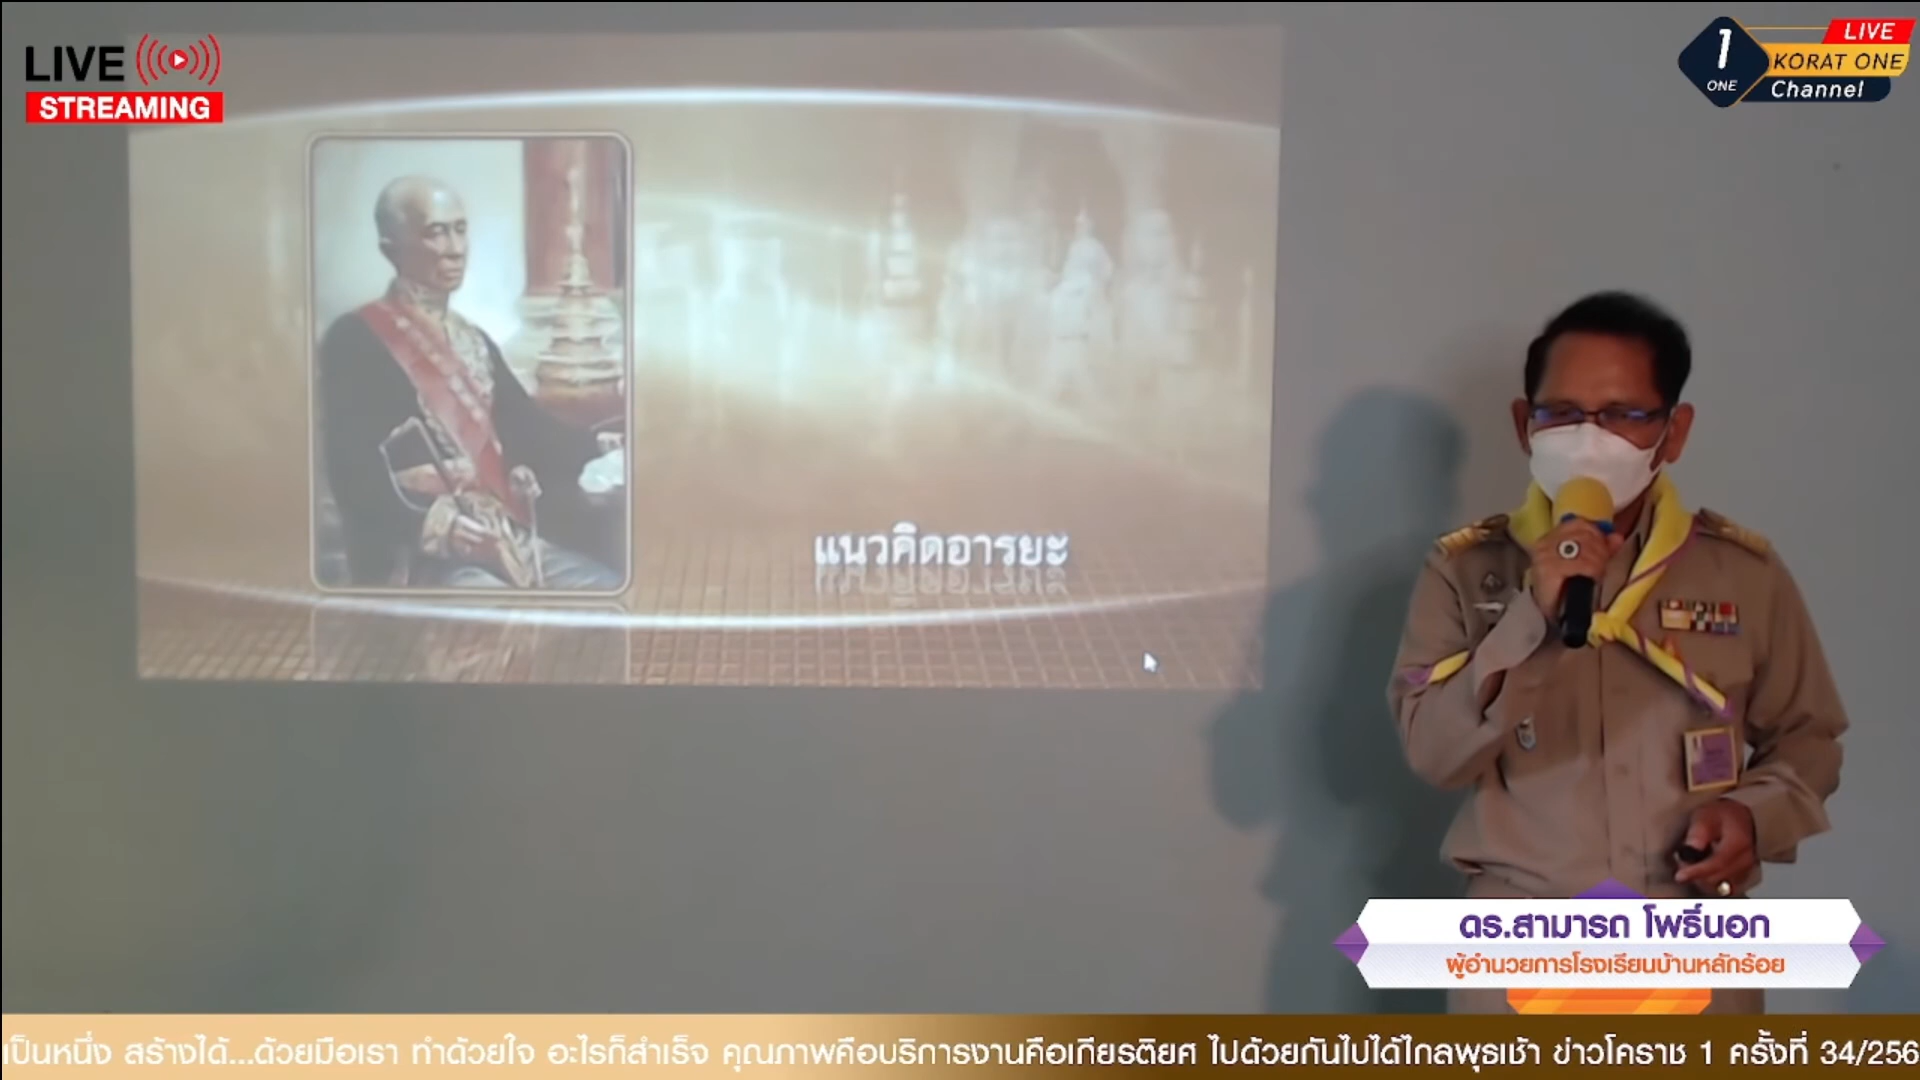 LIVE
STREAMING
1
ONE
LIVE
KORAT ONE
Channel
แนวคิดอารยะ
ดร.สามารถ โพธิ์นอก
ผู้อำนวยการโรงเรียนบ้านหลักร้อย
เป็นหนึ่ง สร้างได้...ด้วยมือเรา ทำด้วยใจ อะไรก็สำเร็จ คุณภาพคือบริการงานคือเกียรติยศ ไปด้วยกันไปได้ไกลพุธเช้า ข่าวโคราช 1 ครั้งที่ 34/256